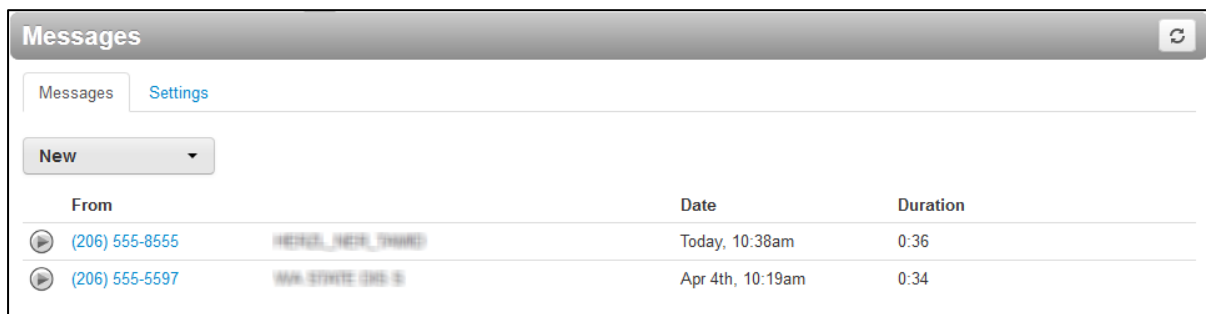 Messages
Messages Settings
New
From Date Duration
(206) 555-8555 Today, 10:38am 0:36
(206) 555-5597 Apr 4th, 10:19am 0:34